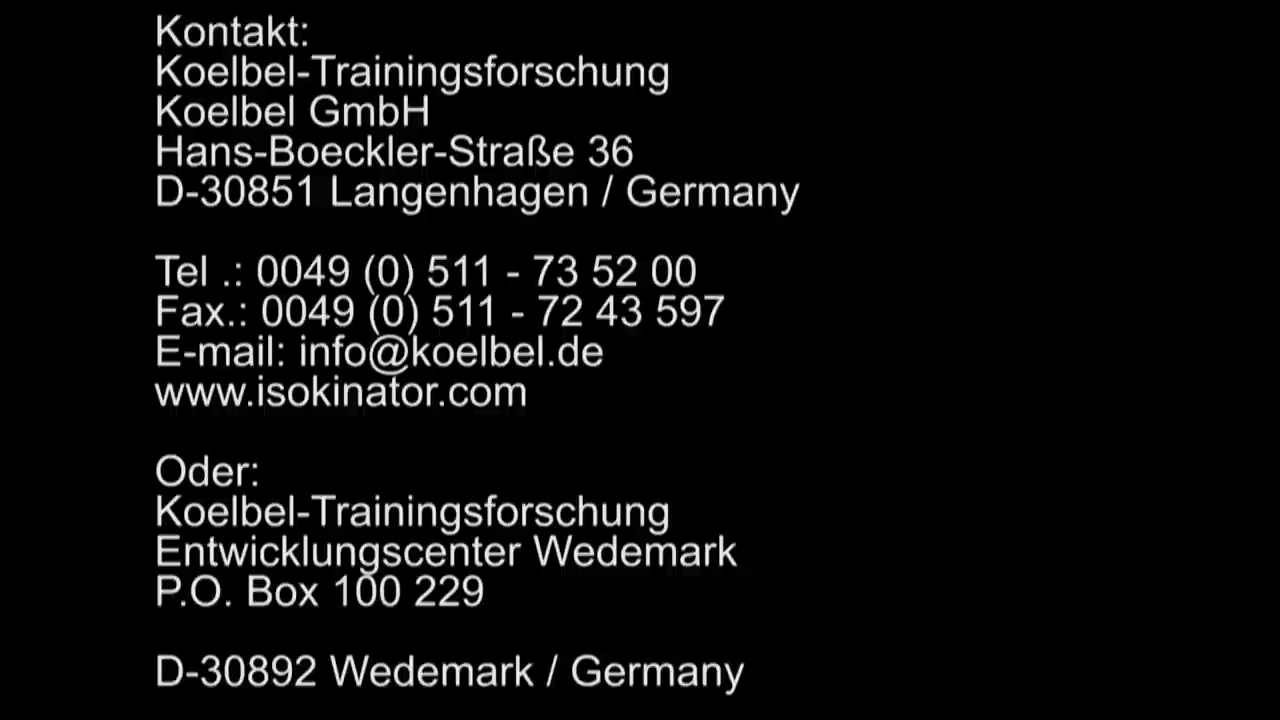 Kontakt:
Koelbel-Trainingsforschung
Koelbel GmbH
Hans-Boeckler-Straße 36
D-30851 Langenhagen / Germany
Tel .: 0049 (0) 511 - 73 52 00
Fax.: 0049 (0) 511 - 72 43 597
E-mail: info@koelbel.de
www.isokinator.com
Oder:
Koelbel-Trainingsforschung
Entwicklungscenter Wedemark
P.O. Box 100 229
D-30892 Wedemark / Germany